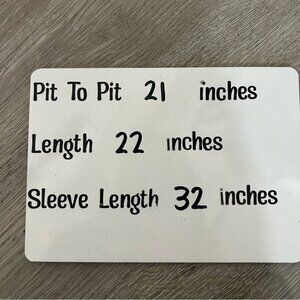 Pit To Pit 21 inches
Length 22 inches
Sleeve Length 32 inches